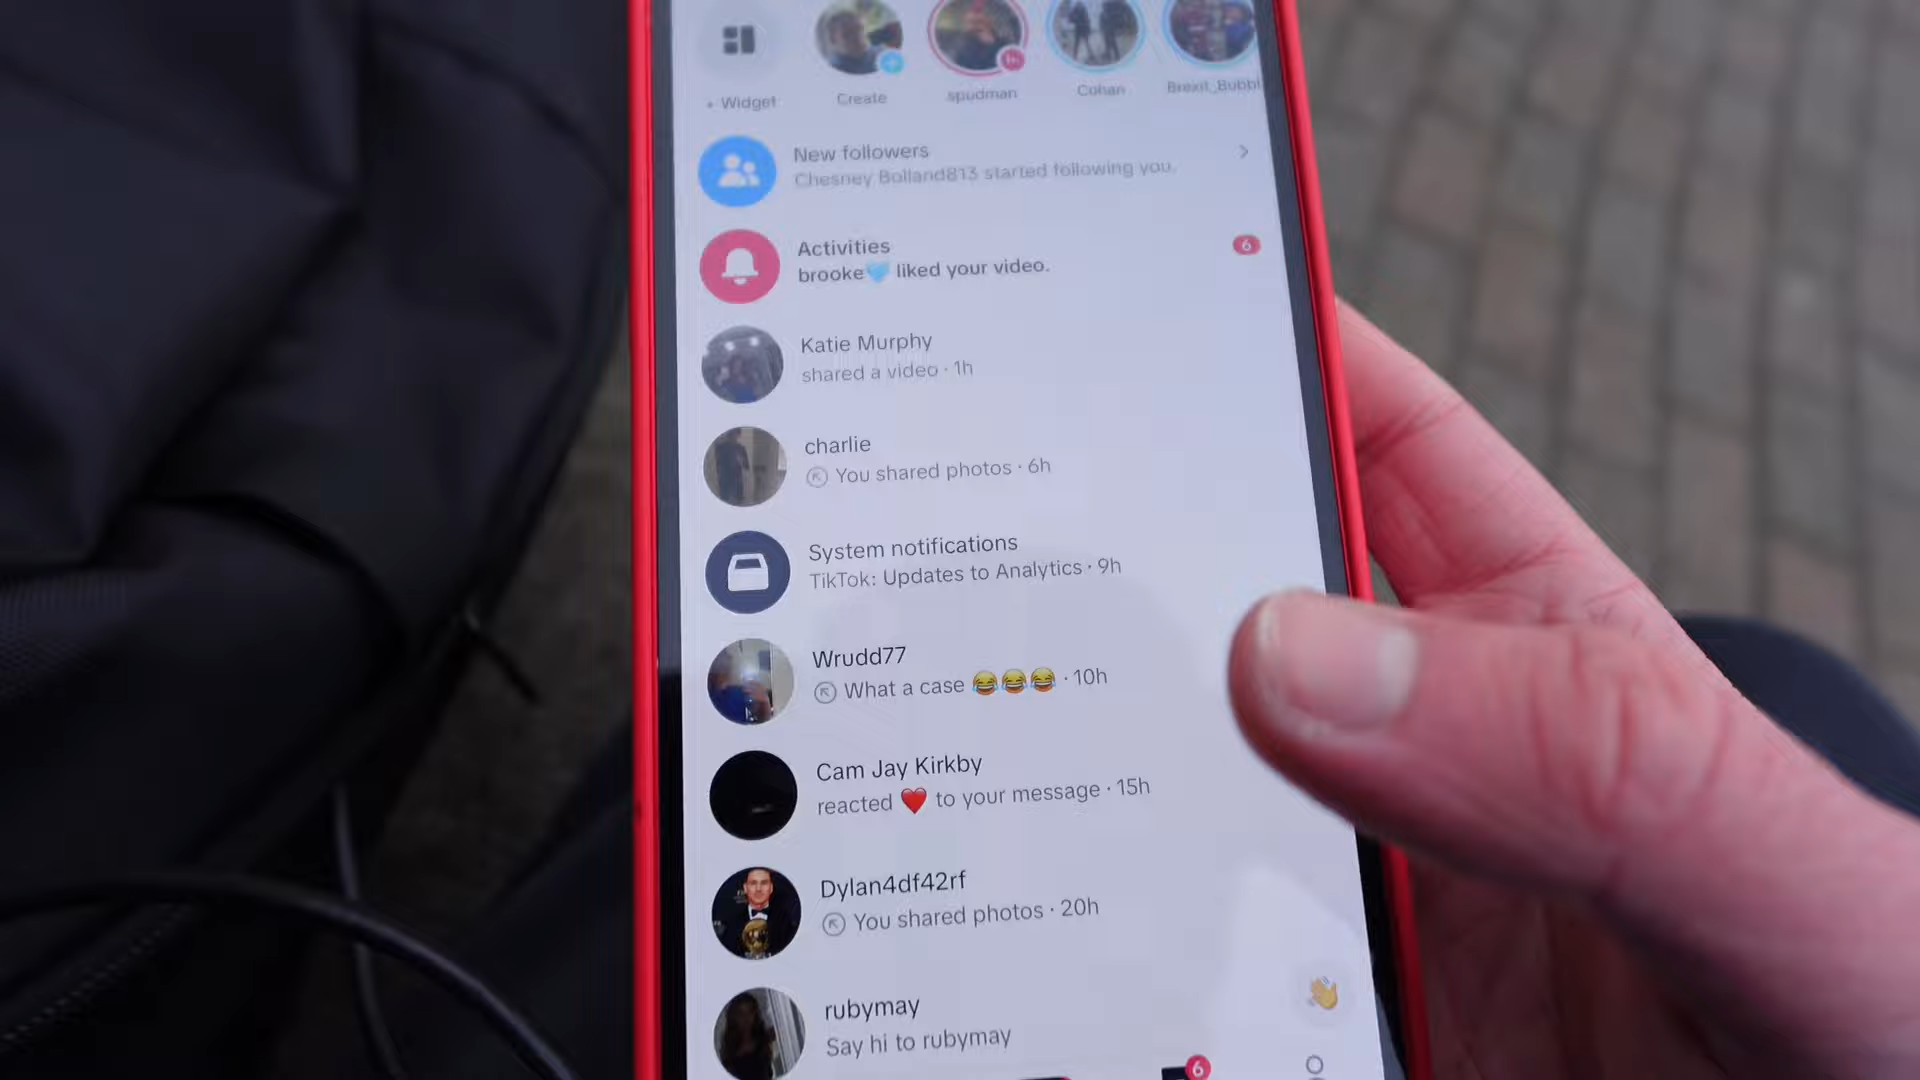 + Widget
Create
spudman
Cohan
Brexit_Bubbl
New followers
Chesney Bolland813 started following you.
Activities
6
brooke🩵 liked your video.
Katie Murphy
shared a video · 1h
charlie
You shared photos · 6h
System notifications
TikTok: Updates to Analytics · 9h
Wrudd77
What a case 😂😂😂 · 10h
Cam Jay Kirkby
reacted ❤️ to your message · 15h
Dylan4df42rf
You shared photos · 20h
rubymay
Say hi to rubymay
6